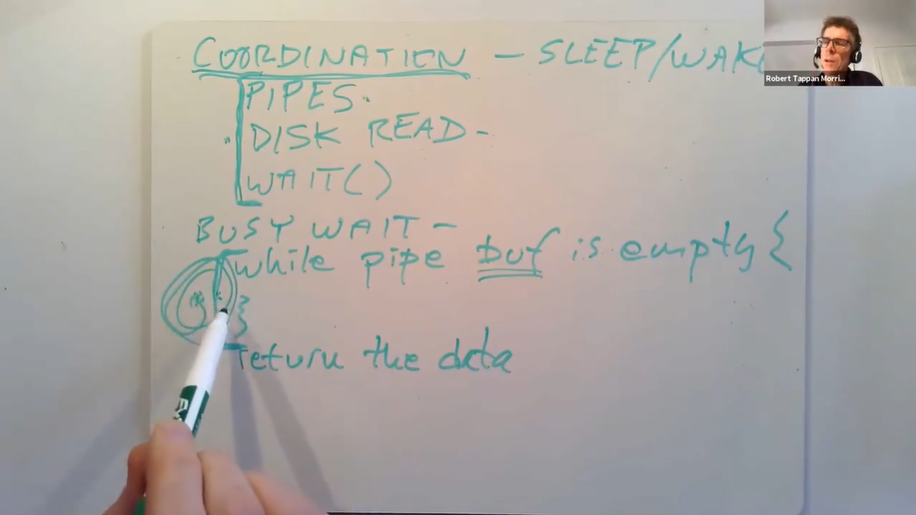 COORDINATION - SLEEP/WAK
Robert Tappan Morri...
PIPES.
DISK READ-
WAIT()
BUSY WAIT -
while pipe buf is empty {
}
return the data